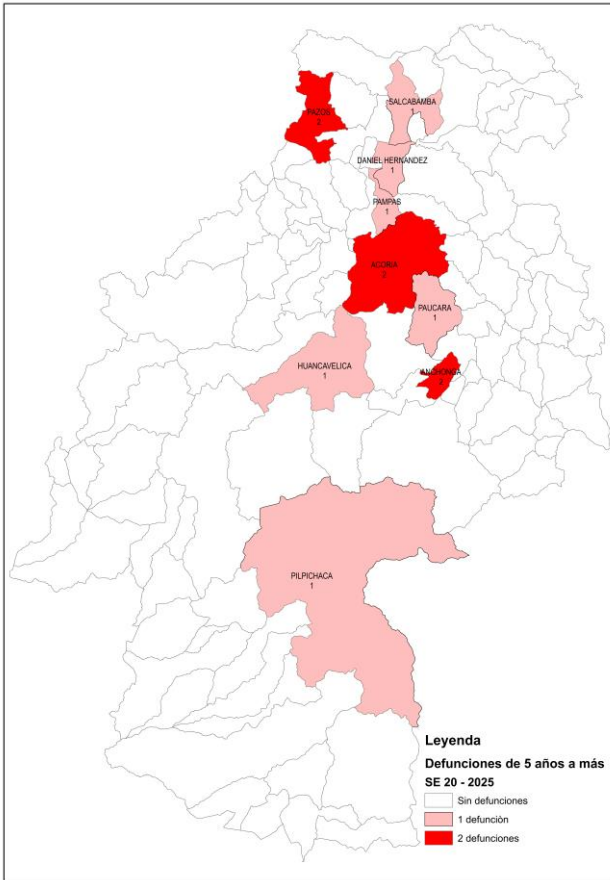 SALCABAMBA
1
PAZOS
2
DANIEL HERNANDEZ
1
PAMPAS
1
ACORIA
2
PAUCARA
1
HUANCAVELICA
1
ANCHONGA
2
PILPICHACA
1
Leyenda
Defunciones de 5 años a más
SE 20 - 2025
Sin defunciones
1 defunciòn
2 defunciones